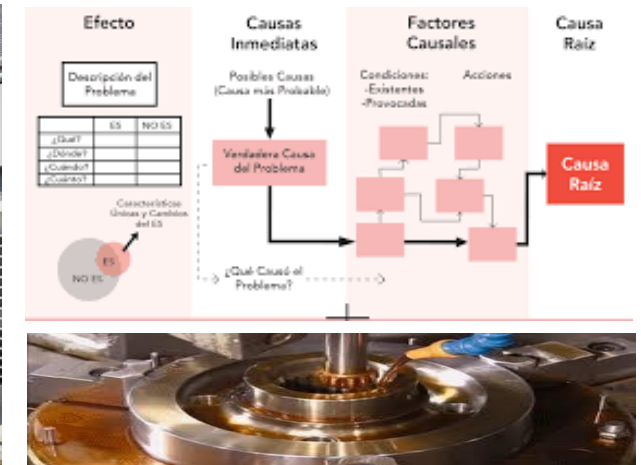 Efecto
Descripción del
Problema
ES NO ES
¿Qué?
¿Dónde?
¿Cuándo?
¿Cuánto?
Características
Únicas y Cambios
del ES
ES
NO ES
Causas
Inmediatas
Posibles Causas
(Causa más Probable)
Verdadera Causa
del Problema
¿Qué Causó el
Problema?
Factores
Causales
Condiciones:
-Existentes
-Provocadas
Acciones
Causa
Raíz
Causa
Raíz